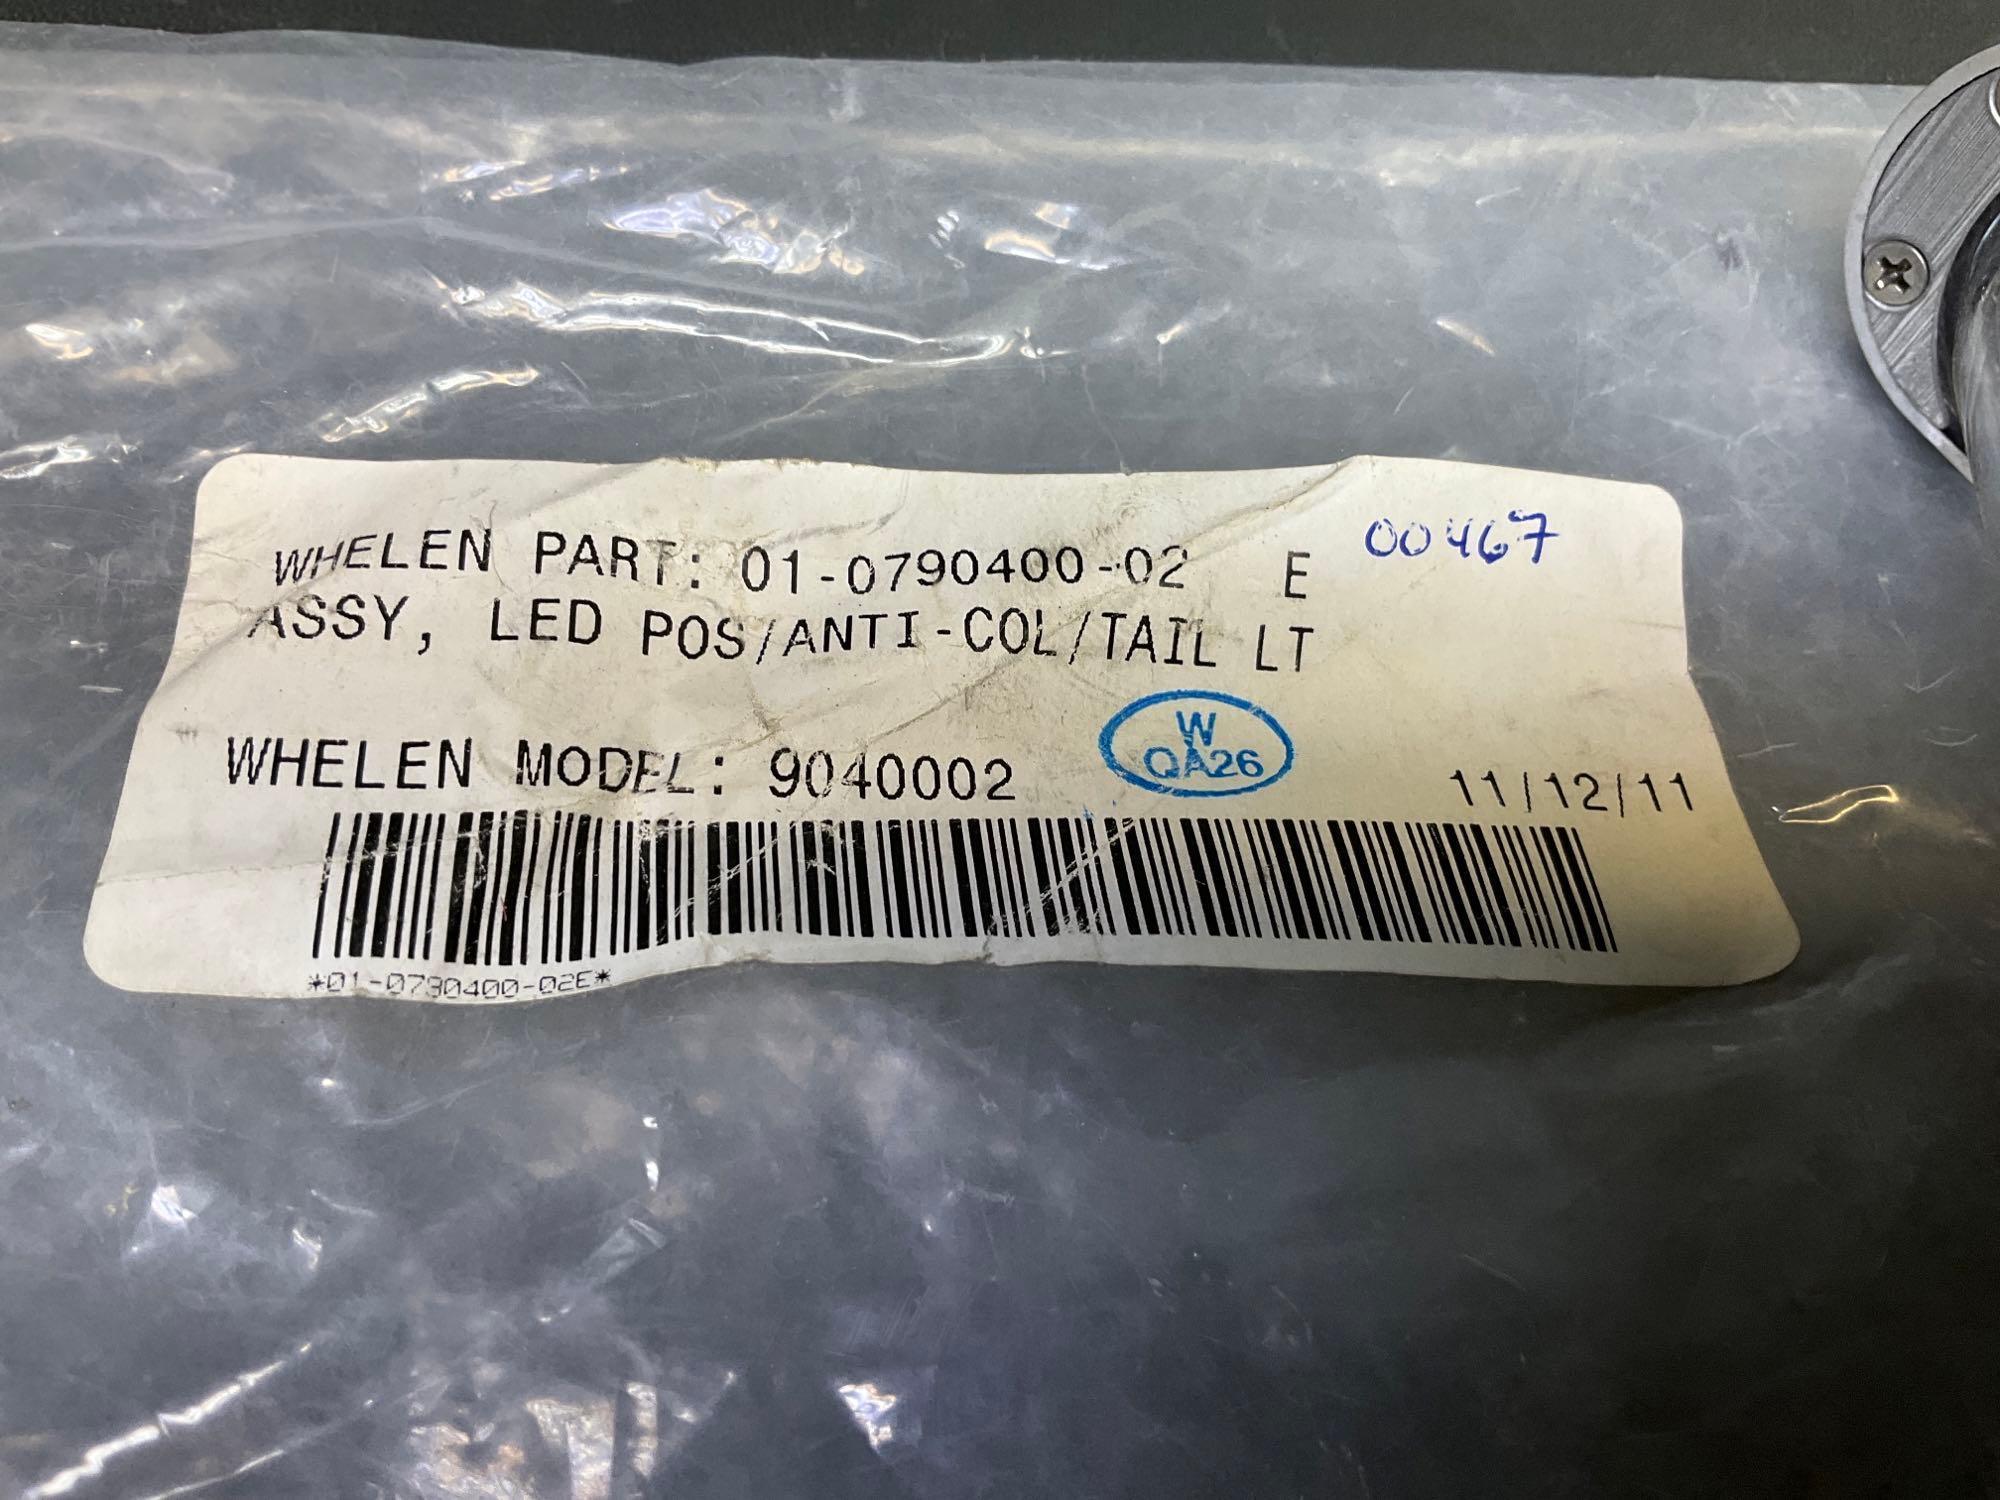 WHELEN PART: 01-0790400-02 E 00467
ASSY, LED POS/ANTI-COL/TAIL LT
W
QA26
WHELEN MODEL: 9040002
11/12/11
*01-0790400-02E*